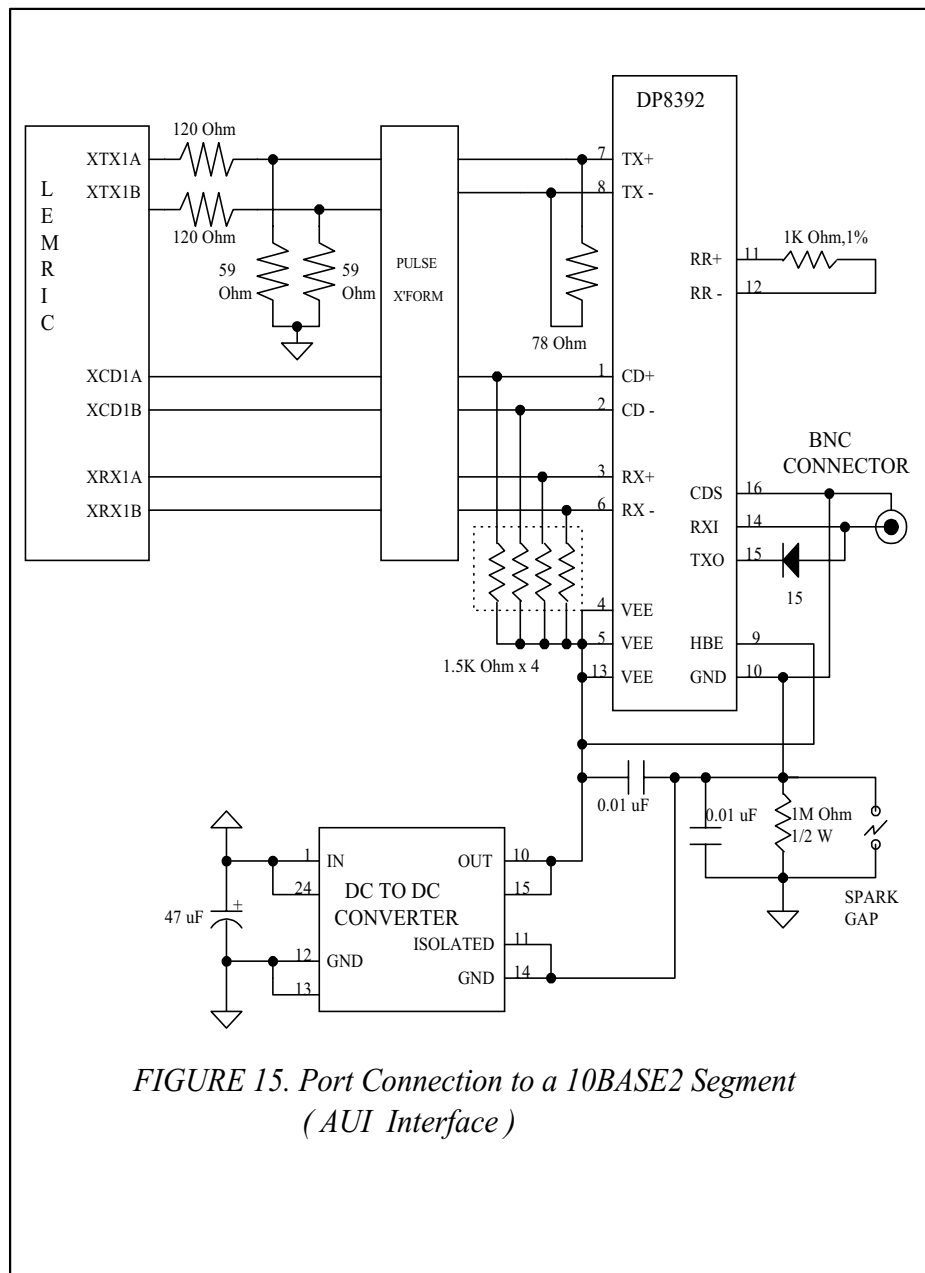 DP8392
120 Ohm
XTX1A
7
TX+
L
E
M
R
I
C
XTX1B
8
TX -
120 Ohm
1K Ohm,1%
11
RR+
59
Ohm
59
Ohm
PULSE
X'FORM
RR -
12
78 Ohm
XCD1A
1
CD+
XCD1B
2
CD -
BNC
CONNECTOR
XRX1A
3
RX+
CDS
16
XRX1B
6
RX -
RXI
14
TXO
15
15
4
VEE
5
VEE
HBE
9
1.5K Ohm x 4
13
VEE
GND
10
0.01 uF
0.01 uF
1M Ohm
1/2 W
SPARK
GAP
1
IN
OUT
10
24
15
DC TO DC
CONVERTER
47 uF
+
ISOLATED
11
12
GND
GND
14
13
FIGURE 15. Port Connection to a 10BASE2 Segment
( AUI Interface )